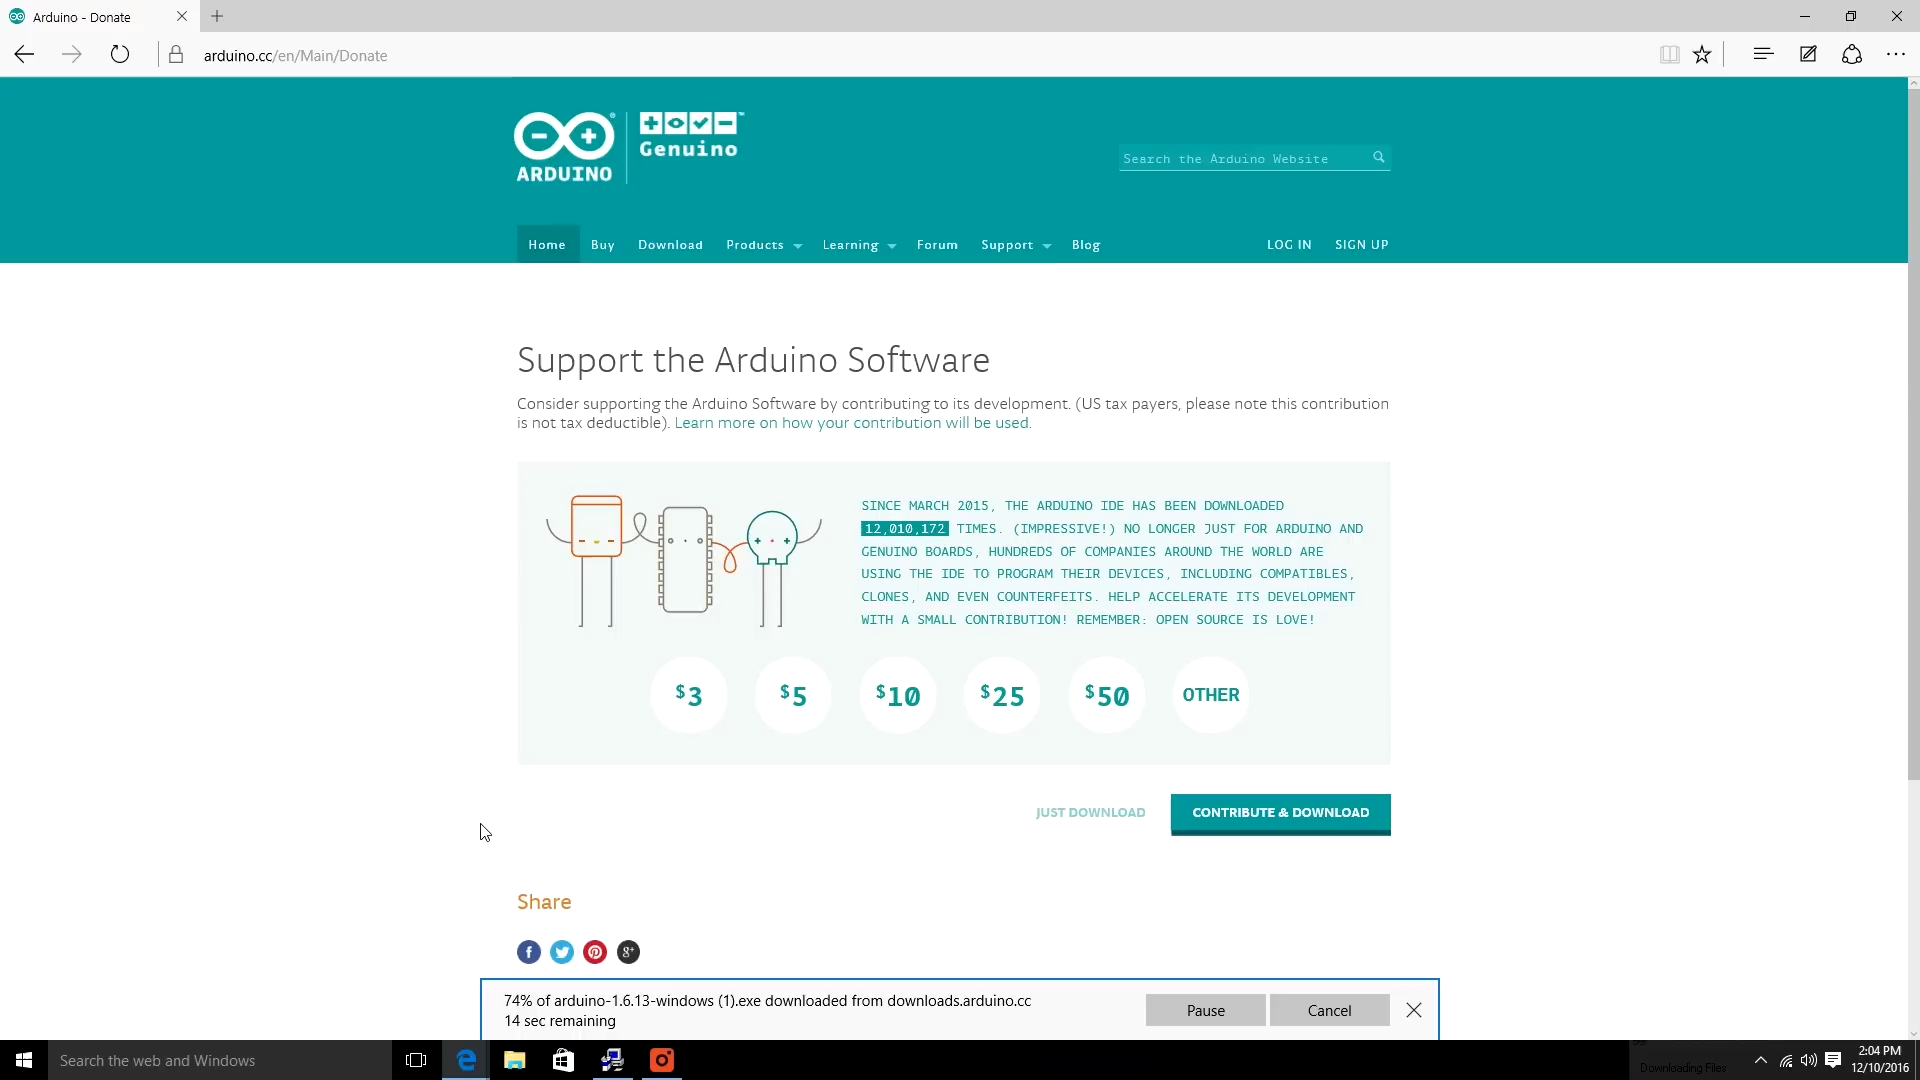 Arduino - Donate
arduino.cc/en/Main/Donate
ARDUINO
Genuino
Search the Arduino Website
Home Buy Download Products Learning Forum Support Blog LOG IN SIGN UP
Support the Arduino Software
Consider supporting the Arduino Software by contributing to its development. (US tax payers, please note this contribution
is not tax deductible). Learn more on how your contribution will be used.
SINCE MARCH 2015, THE ARDUINO IDE HAS BEEN DOWNLOADED
12,010,172 TIMES. (IMPRESSIVE!) NO LONGER JUST FOR ARDUINO AND
GENUINO BOARDS, HUNDREDS OF COMPANIES AROUND THE WORLD ARE
USING THE IDE TO PROGRAM THEIR DEVICES, INCLUDING COMPATIBLES,
CLONES, AND EVEN COUNTERFEITS. HELP ACCELERATE ITS DEVELOPMENT
WITH A SMALL CONTRIBUTION! REMEMBER: OPEN SOURCE IS LOVE!
$3 $5 $10 $25 $50 OTHER
JUST DOWNLOAD CONTRIBUTE & DOWNLOAD
Share
74% of arduino-1.6.13-windows (1).exe downloaded from downloads.arduino.cc
14 sec remaining
Pause Cancel
Search the web and Windows
Downloading Files
2:04 PM
12/10/2016